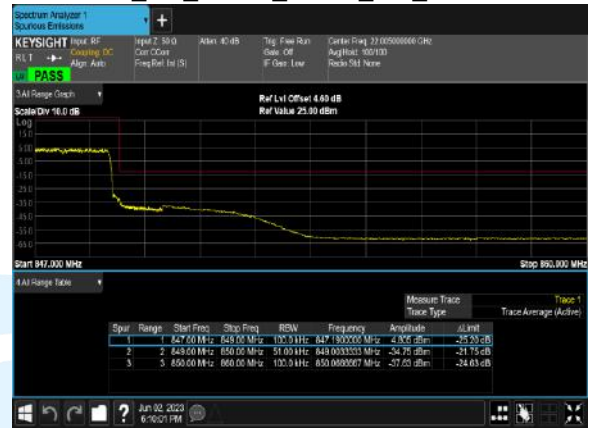 Spectrum Analyzer 1
Spurious Emissions
+
KEYSIGHT Input: RF Input Z: 50 Ω Atten: 40 dB Trig: Free Run Center Freq: 22.005000000 GHz
RLT Coupling: DC Corr CCorr Gate: Off Avg|Hold: 100/100
Align: Auto Freq Ref: Int (S) IF Gain: Low Radio Std: None
PASS
3 All Range Graph
Ref Lvl Offset 4.60 dB
Scale/Div 10.0 dB Ref Value 25.00 dBm
Log
15.0
5.00
-5.00
-15.0
-25.0
-35.0
-45.0
-55.0
-65.0
Start 847.000 MHz Stop 860.000 MHz
4 All Range Table
Measure Trace Trace 1
Trace Type Trace Average (Active)
Spur Range Start Freq Stop Freq RBW Frequency Amplitude ΔLimit
1 1 847.00 MHz 849.00 MHz 100.0 kHz 847.1900000 MHz 4.805 dBm -25.20 dB
2 2 849.00 MHz 850.00 MHz 51.00 kHz 849.0033333 MHz -34.75 dBm -21.75 dB
3 3 850.00 MHz 860.00 MHz 100.0 kHz 850.0666667 MHz -37.63 dBm -24.63 dB
? Jun 02, 2023
6:10:01 PM